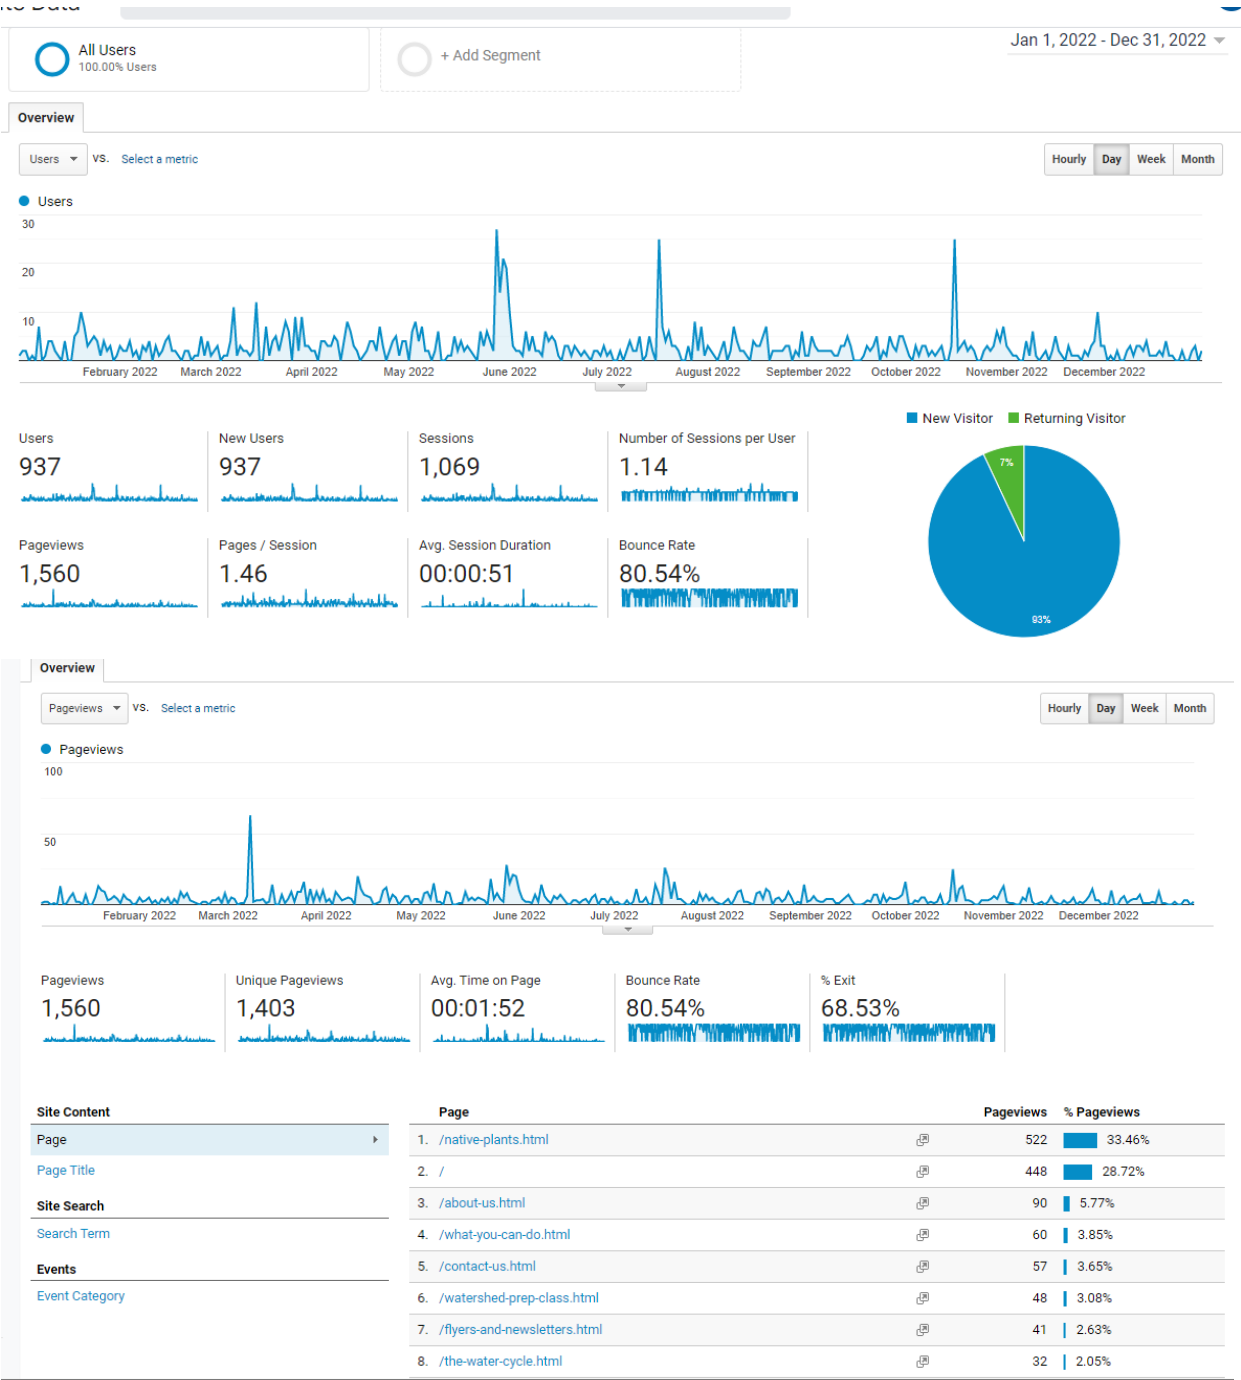 All Users
100.00% Users
+ Add Segment
Jan 1, 2022 - Dec 31, 2022
Overview
Users VS. Select a metric
Hourly Day Week Month
Users
30
20
10
February 2022 March 2022 April 2022 May 2022 June 2022 July 2022 August 2022 September 2022 October 2022 November 2022 December 2022
New Visitor Returning Visitor
Users
937
New Users
937
Sessions
1,069
Number of Sessions per User
1.14
Pageviews
1,560
Pages / Session
1.46
Avg. Session Duration
00:00:51
Bounce Rate
80.54%
7%
93%
Overview
Pageviews VS. Select a metric
Hourly Day Week Month
Pageviews
100
50
February 2022 March 2022 April 2022 May 2022 June 2022 July 2022 August 2022 September 2022 October 2022 November 2022 December 2022
Pageviews
1,560
Unique Pageviews
1,403
Avg. Time on Page
00:01:52
Bounce Rate
80.54%
% Exit
68.53%
Site Content
Page
Page Title
Site Search
Search Term
Events
Event Category
Page Pageviews % Pageviews
1. /native-plants.html 522 33.46%
2. / 448 28.72%
3. /about-us.html 90 5.77%
4. /what-you-can-do.html 60 3.85%
5. /contact-us.html 57 3.65%
6. /watershed-prep-class.html 48 3.08%
7. /flyers-and-newsletters.html 41 2.63%
8. /the-water-cycle.html 32 2.05%